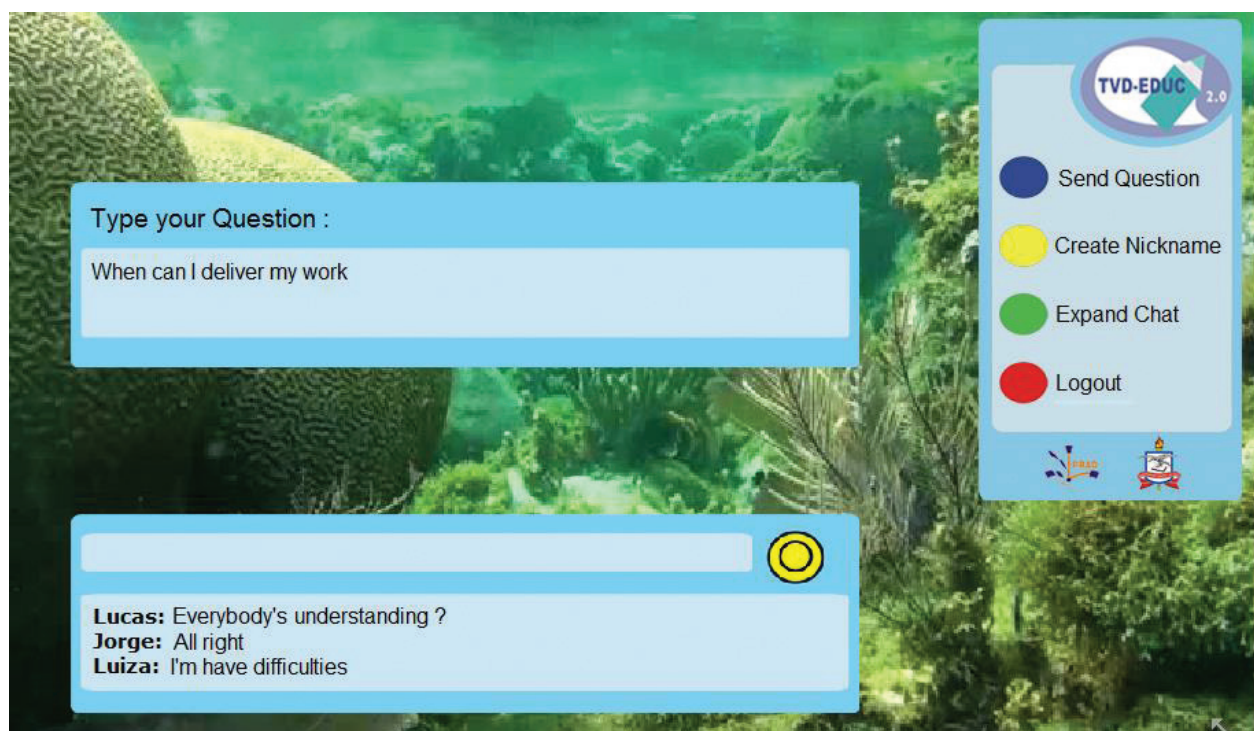 TVD-EDUC
2.0
Send Question
Create Nickname
Expand Chat
Logout
Type your Question :
When can I deliver my work
Lucas: Everybody's understanding ?
Jorge: All right
Luiza: I'm have difficulties